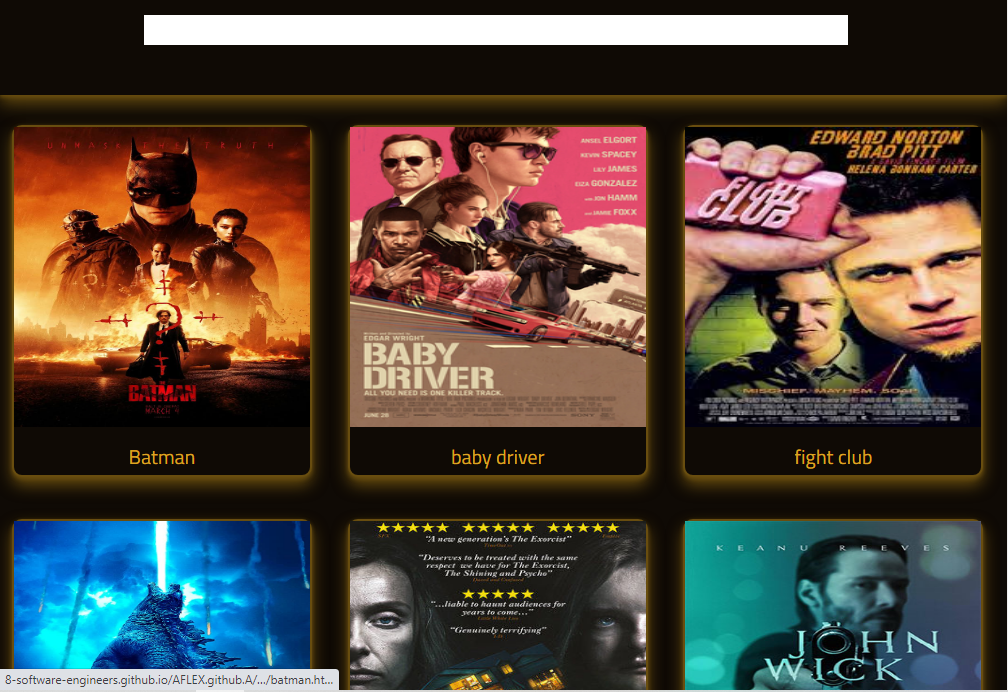 UNMASK THE TRUTH
THE
BATMAN
MARCH 4
ANSEL ELGORT
KEVIN SPACEY
LILY JAMES
EIZA GONZALEZ
WITH JON HAMM
AND JAMIE FOXX
EDGAR WRIGHT
BABY
DRIVER
ALL YOU NEED IS ONE KILLER TRACK.
JUNE 28
SONY
EDWARD NORTON
BRAD PITT
A DAVID FINCHER FILM
HELENA BONHAM CARTER
FIGHT
CLUB
MISCHIEF. MAYHEM. SOAP.
Batman
baby driver
fight club
“A new generation's The Exorcist”
“Deserves to be treated with the same
respect we have for The Exorcist,
The Shining and Psycho”
“...liable to haunt audiences for
years to come...”
Little White Lies
“Genuinely terrifying”
KEANU REEVES
JOHN
WICK
8-software-engineers.github.io/AFLEX.github.A/.../batman.ht...